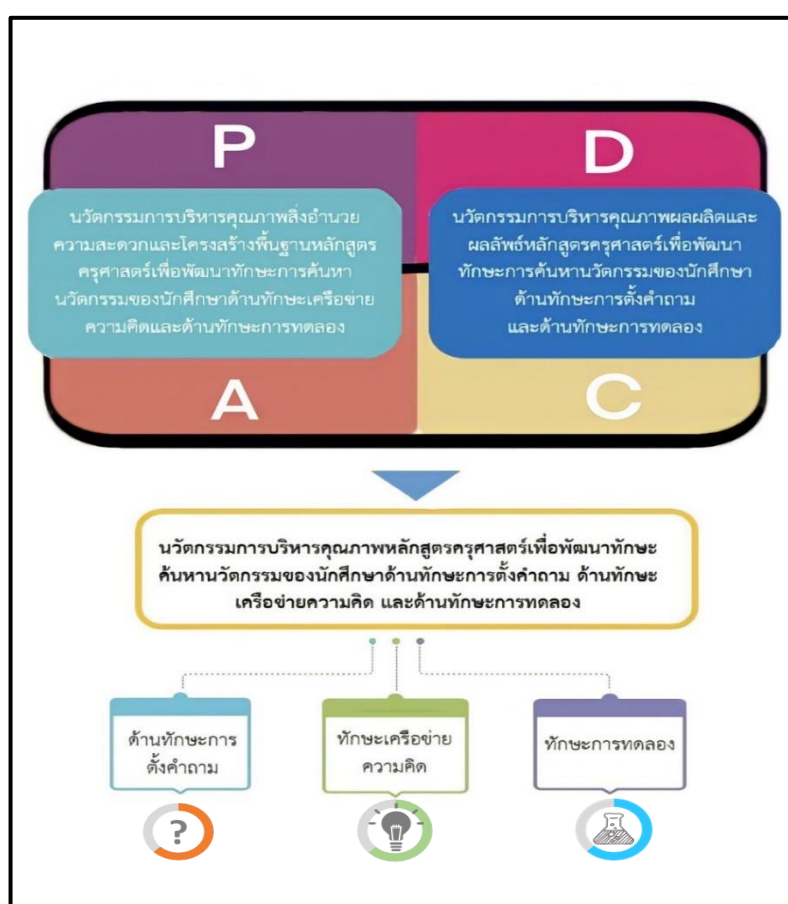 P
D
นวัตกรรมการบริหารคุณภาพสิ่งอำนวย
ความสะดวกและโครงสร้างพื้นฐานหลักสูตร
ครุศาสตร์เพื่อพัฒนาทักษะการค้นหา
นวัตกรรมของนักศึกษาด้านทักษะเครือข่าย
ความคิดและด้านทักษะการทดลอง
นวัตกรรมการบริหารคุณภาพผลผลิตและ
ผลลัพธ์หลักสูตรครุศาสตร์เพื่อพัฒนา
ทักษะการค้นหานวัตกรรมของนักศึกษา
ด้านทักษะการตั้งคำถาม
และด้านทักษะการทดลอง
A
C
นวัตกรรมการบริหารคุณภาพหลักสูตรครุศาสตร์เพื่อพัฒนาทักษะ
ค้นหานวัตกรรมของนักศึกษาด้านทักษะการตั้งคำถาม ด้านทักษะ
เครือข่ายความคิด และด้านทักษะการทดลอง
ด้านทักษะการ
ตั้งคำถาม
ทักษะเครือข่าย
ความคิด
ทักษะการทดลอง
?